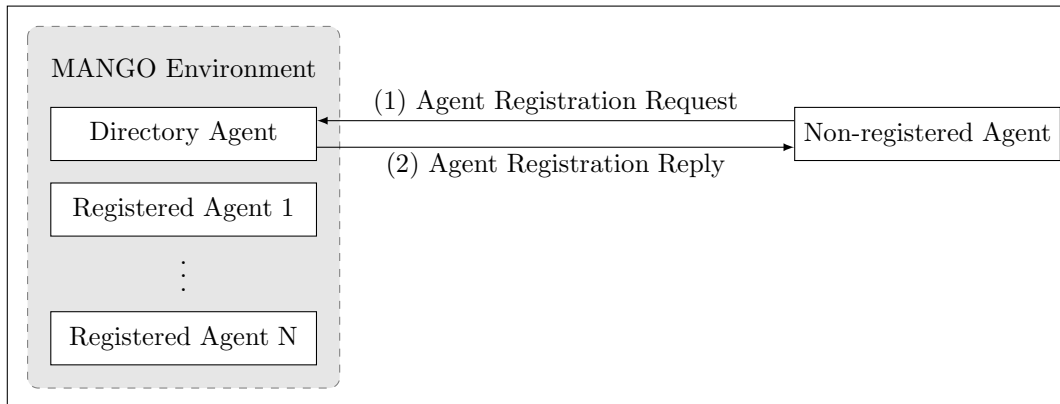 MANGO Environment
(1) Agent Registration Request
Directory Agent
Non-registered Agent
(2) Agent Registration Reply
Registered Agent 1
⋮
Registered Agent N